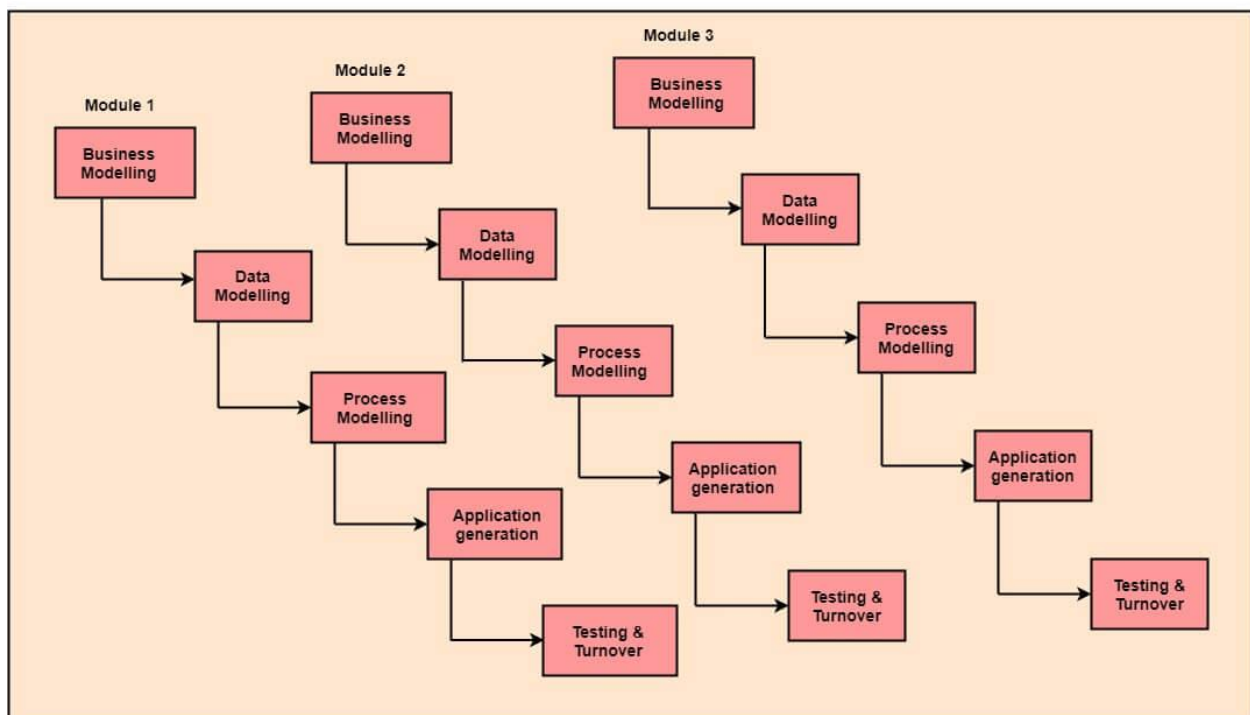 Module 1
Business
Modelling
Data
Modelling
Process
Modelling
Application
generation
Testing &
Turnover
Module 2
Business
Modelling
Data
Modelling
Process
Modelling
Application
generation
Testing &
Turnover
Module 3
Business
Modelling
Data
Modelling
Process
Modelling
Application
generation
Testing &
Turnover